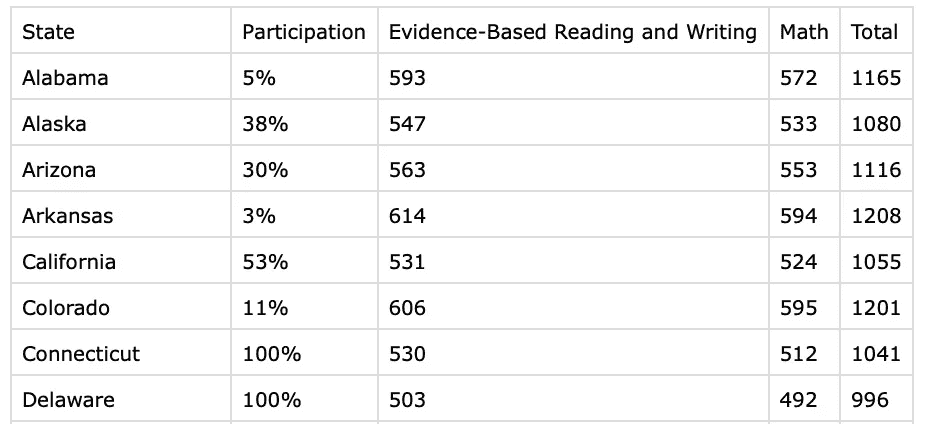 State Participation Evidence-Based Reading and Writing Math Total
Alabama 5% 593 572 1165
Alaska 38% 547 533 1080
Arizona 30% 563 553 1116
Arkansas 3% 614 594 1208
California 53% 531 524 1055
Colorado 11% 606 595 1201
Connecticut 100% 530 512 1041
Delaware 100% 503 492 996